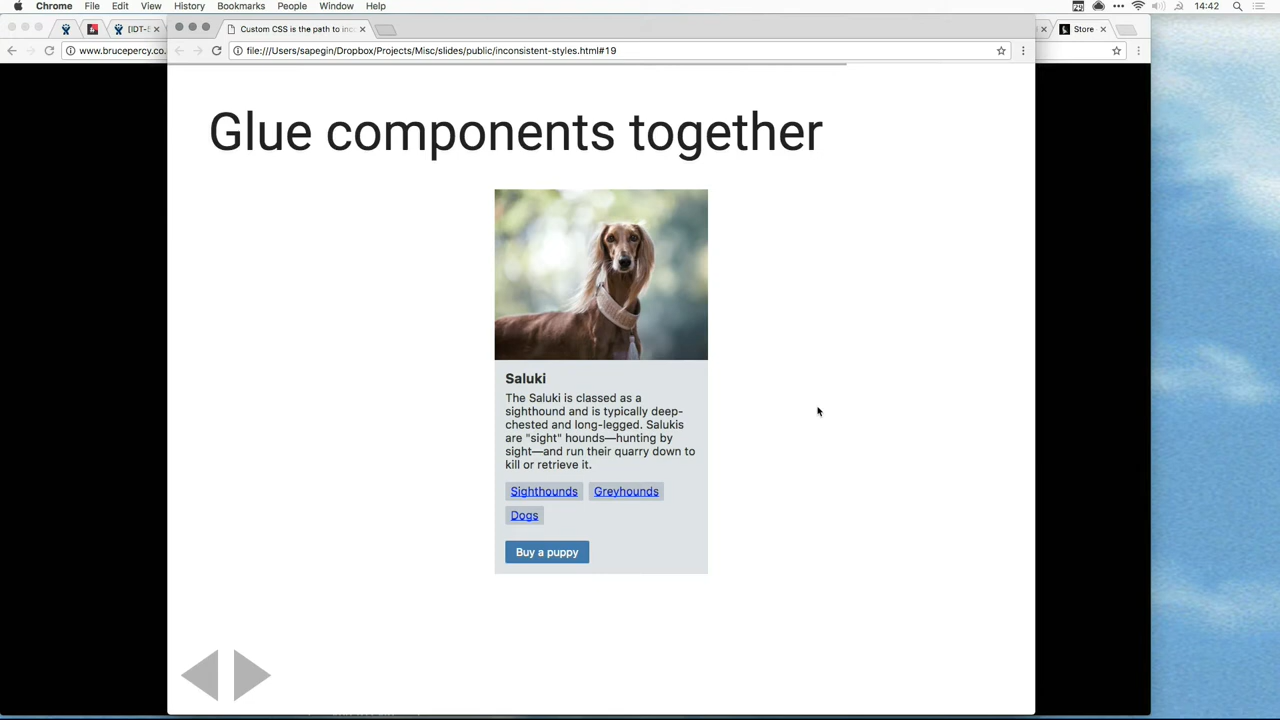 Chrome File Edit View History Bookmarks People Window Help 14:42
[IDT- Custom CSS is the path to in Store
www.brucepercy.co. file:///Users/sapegin/Dropbox/Projects/Misc/slides/public/inconsistent-styles.html#19
Glue components together
Saluki
The Saluki is classed as a
sighthound and is typically deep-
chested and long-legged. Salukis
are "sight" hounds—hunting by
sight—and run their quarry down to
kill or retrieve it.
Sighthounds Greyhounds
Dogs
Buy a puppy